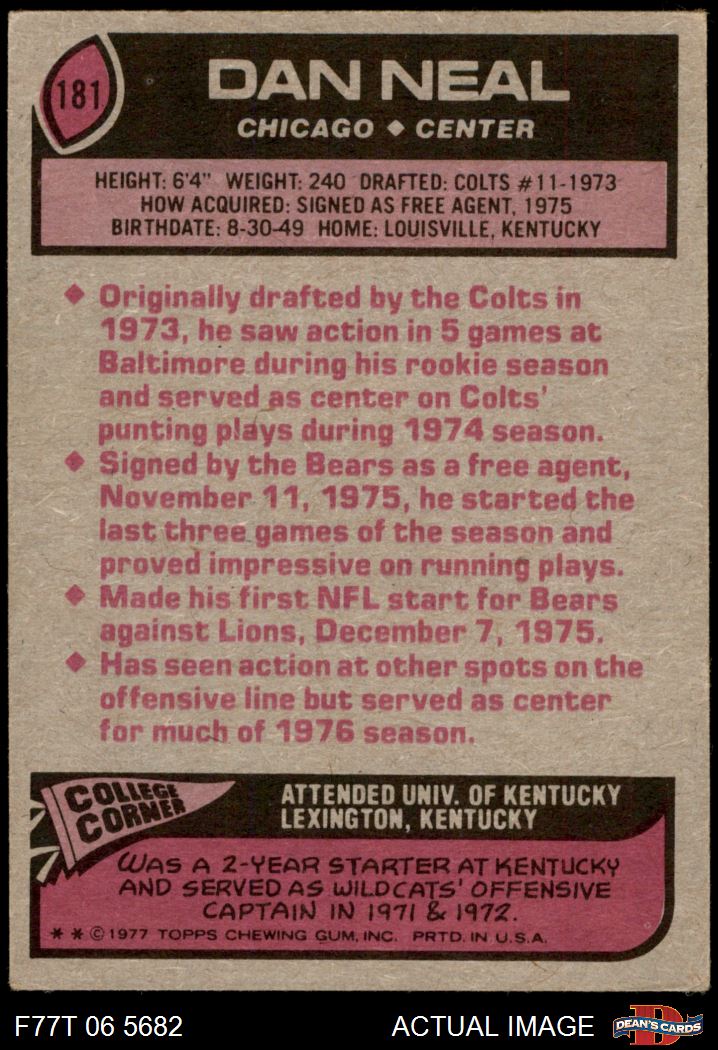 181
DAN NEAL
CHICAGO ◆ CENTER
HEIGHT: 6'4" WEIGHT: 240 DRAFTED: COLTS #11-1973
HOW ACQUIRED: SIGNED AS FREE AGENT, 1975
BIRTHDATE: 8-30-49 HOME: LOUISVILLE, KENTUCKY
◆ Originally drafted by the Colts in
1973, he saw action in 5 games at
Baltimore during his rookie season
and served as center on Colts'
punting plays during 1974 season.
◆ Signed by the Bears as a free agent,
November 11, 1975, he started the
last three games of the season and
proved impressive on running plays.
◆ Made his first NFL start for Bears
against Lions, December 7, 1975.
◆ Has seen action at other spots on the
offensive line but served as center
for much of 1976 season.
COLLEGE
CORNER
ATTENDED UNIV. OF KENTUCKY
LEXINGTON, KENTUCKY
WAS A 2-YEAR STARTER AT KENTUCKY
AND SERVED AS WILDCATS' OFFENSIVE
CAPTAIN IN 1971 & 1972.
** © 1977 TOPPS CHEWING GUM, INC. PRTD. IN U.S.A.
F77T 06 5682
ACTUAL IMAGE
D
DEAN'S CARDS